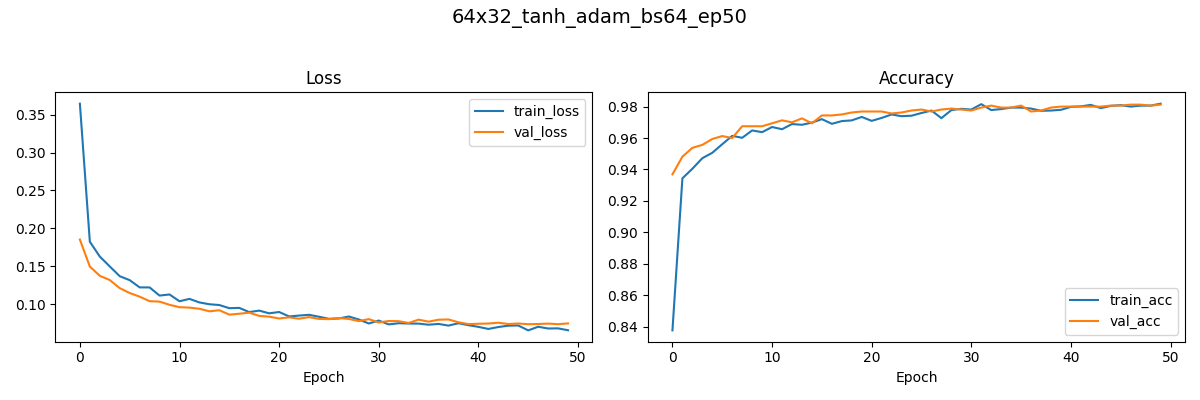 64x32_tanh_adam_bs64_ep50
Loss
0.35
0.30
0.25
0.20
0.15
0.10
train_loss
val_loss
0 10 20 30 40 50
Epoch
Accuracy
0.98
0.96
0.94
0.92
0.90
0.88
0.86
0.84
train_acc
val_acc
0 10 20 30 40 50
Epoch